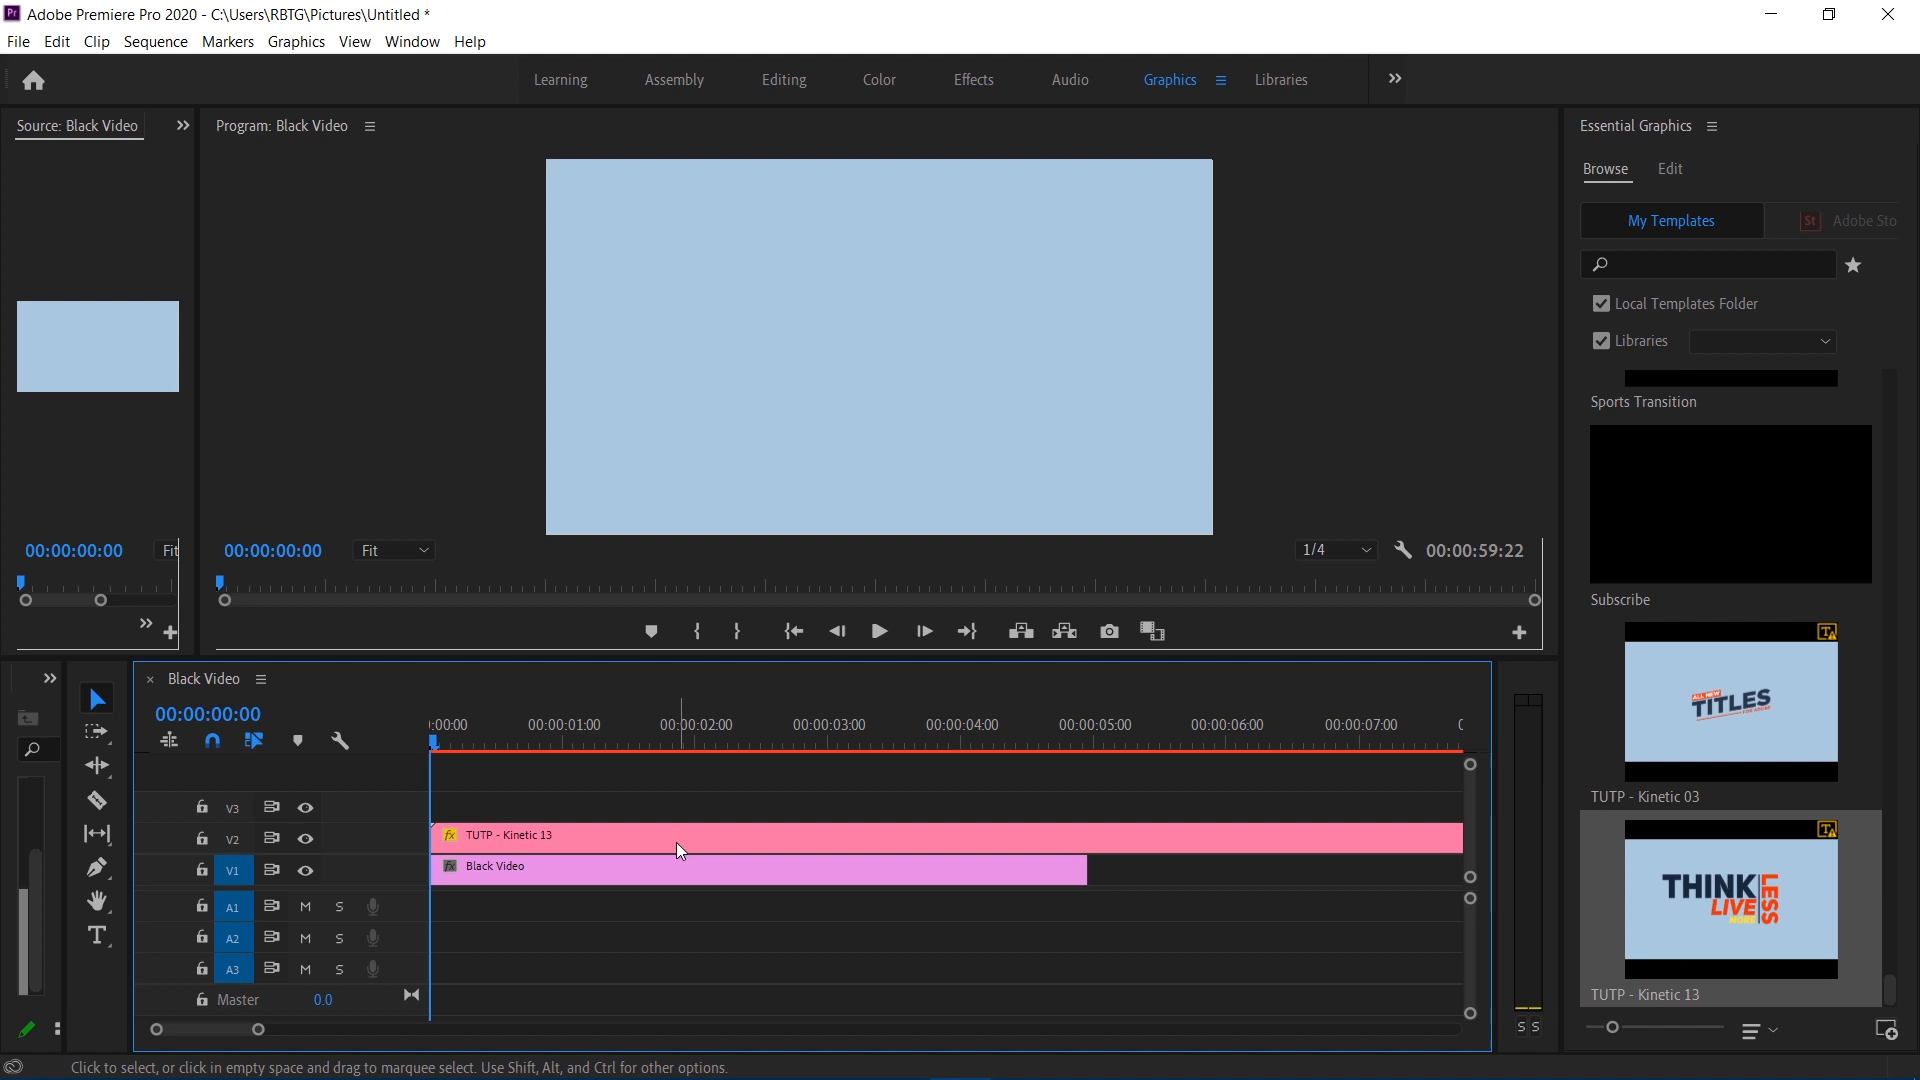 Pr Adobe Premiere Pro 2020 - C:\Users\RBTG\Pictures\Untitled *
File Edit Clip Sequence Markers Graphics View Window Help
Learning Assembly Editing Color Effects Audio Graphics Libraries
Source: Black Video
Program: Black Video
Essential Graphics
Browse Edit
My Templates St Adobe Sto
Local Templates Folder
Libraries
Sports Transition
00:00:00:00 Fit
00:00:00:00 Fit
1/4 00:00:59:22
Subscribe
ALL NEW
TITLES
TUTP - Kinetic 03
Black Video
00:00:00:00
:00:00 00:00:01:00 00:00:02:00 00:00:03:00 00:00:04:00 00:00:05:00 00:00:06:00 00:00:07:00
V3
V2 fx TUTP - Kinetic 13
V1 fx Black Video
A1 M S
A2 M S
A3 M S
Master 0.0
S S
THINK
LIVE
MORE
LESS
TUTP - Kinetic 13
Click to select, or click in empty space and drag to marquee select. Use Shift, Alt, and Ctrl for other options.